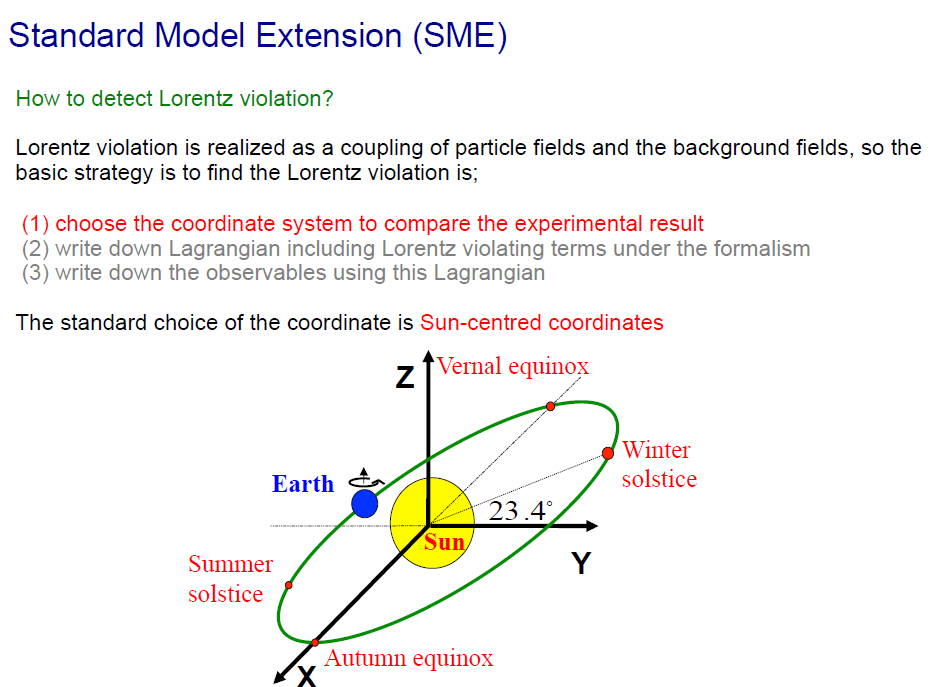 Standard Model Extension (SME)
How to detect Lorentz violation?
Lorentz violation is realized as a coupling of particle fields and the background fields, so the
basic strategy is to find the Lorentz violation is;
(1) choose the coordinate system to compare the experimental result
(2) write down Lagrangian including Lorentz violating terms under the formalism
(3) write down the observables using this Lagrangian
The standard choice of the coordinate is Sun-centred coordinates
Z
Vernal equinox
Winter
solstice
Earth
23.4°
Sun
Y
Summer
solstice
Autumn equinox
X